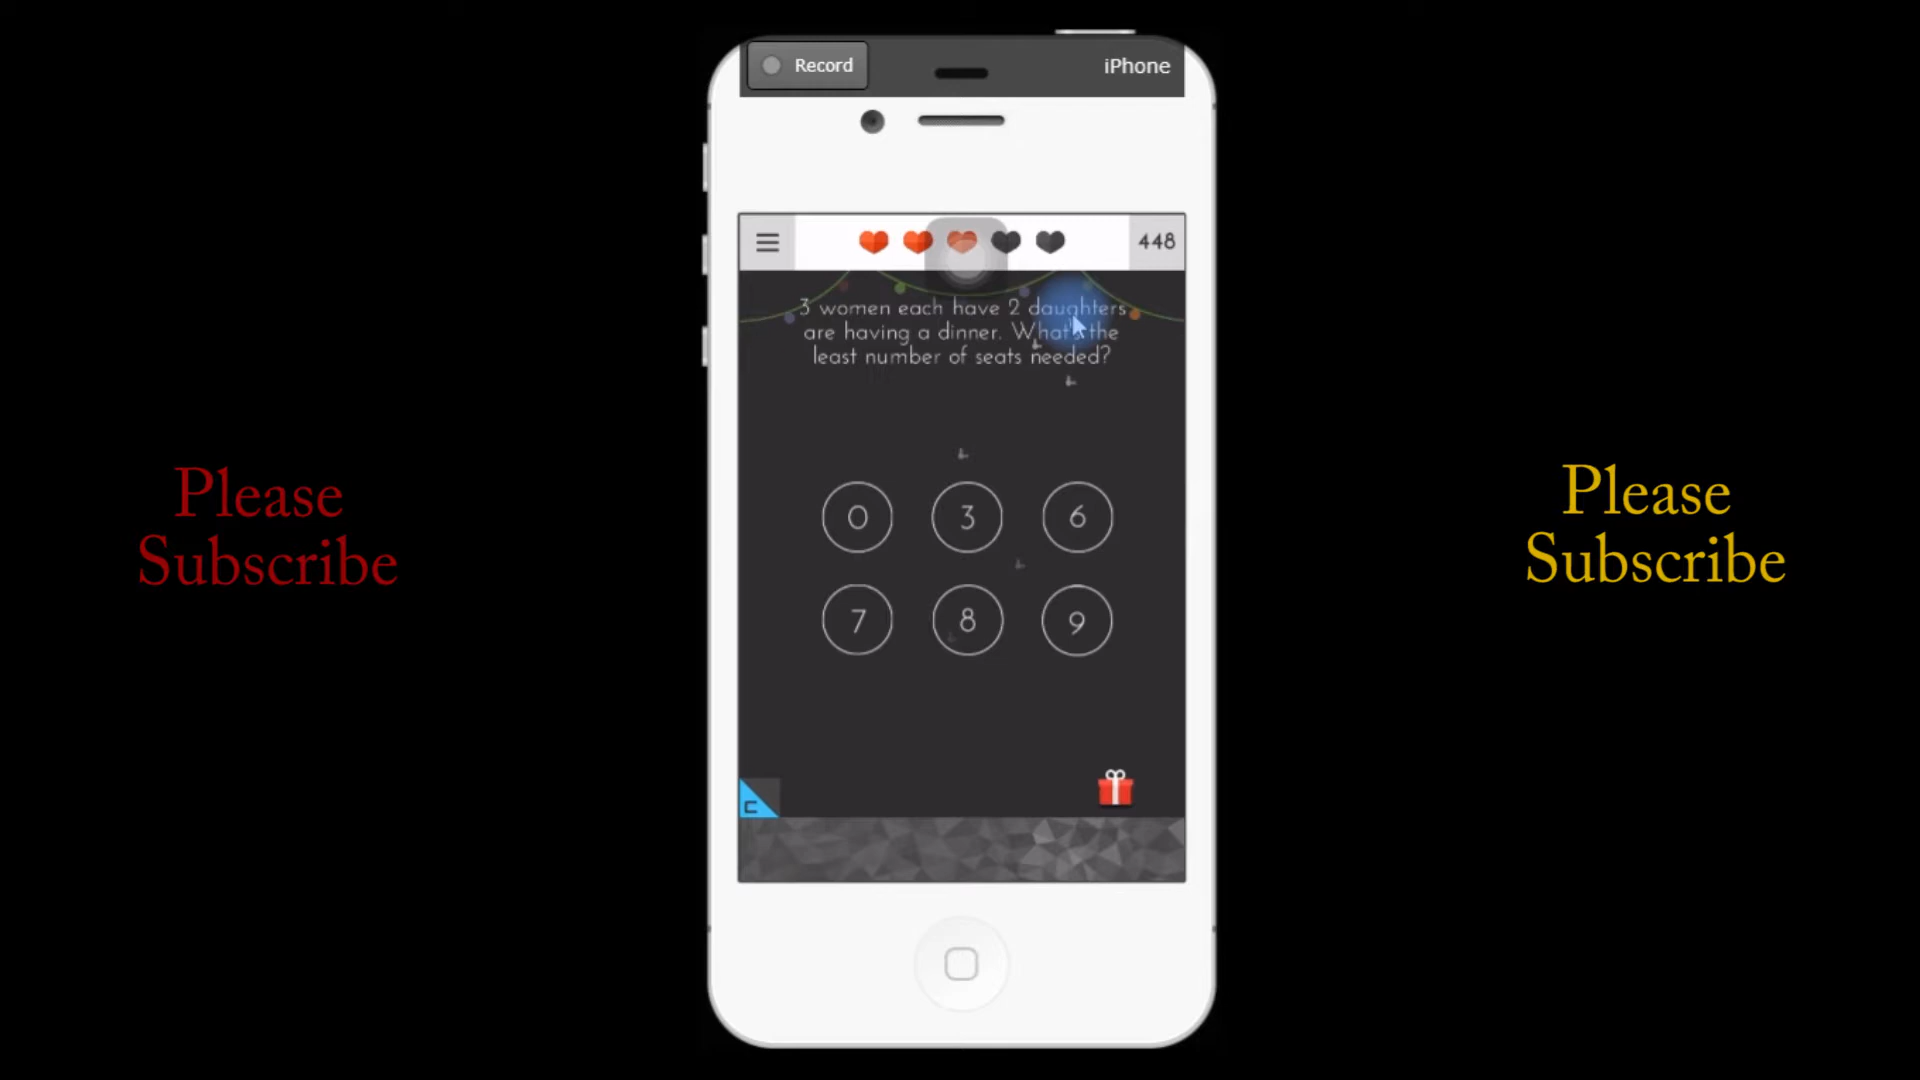 Record
iPhone
448
3 women each have 2 daughters
are having a dinner. What's the
least number of seats needed?
0 3 6
7 8 9
Please
Subscribe
Please
Subscribe